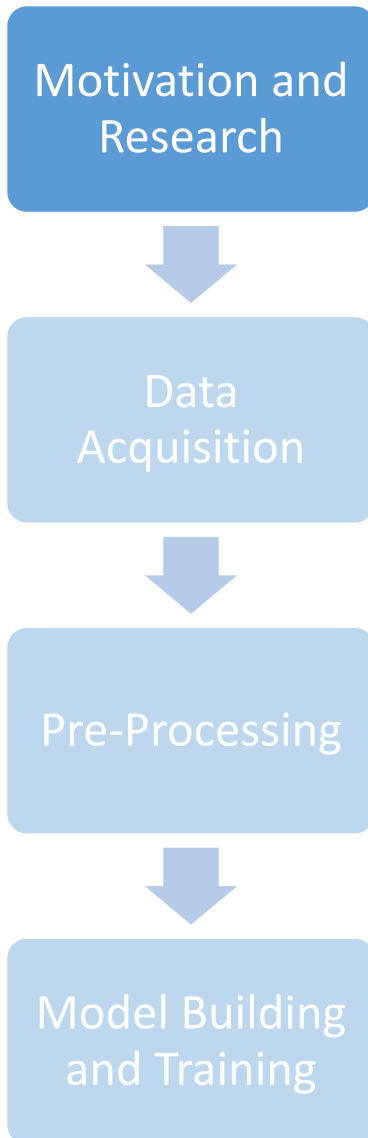 Motivation and
Research
Data
Acquisition
Pre-Processing
Model Building
and Training